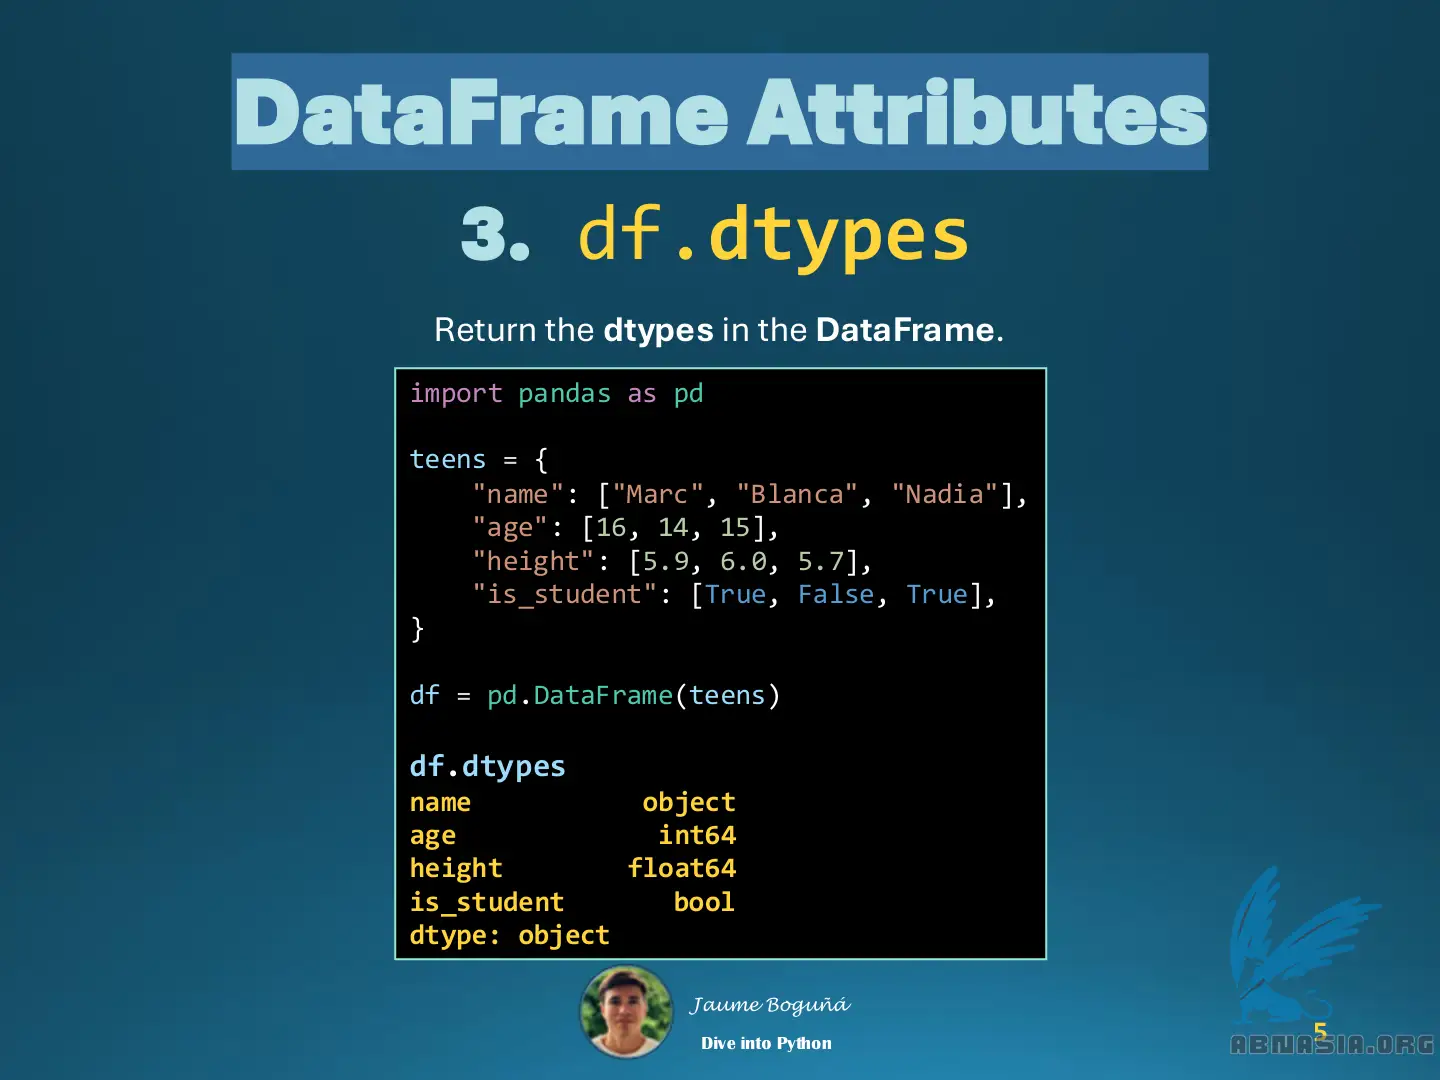 DataFrame Attributes
3. df.dtypes
Return the dtypes in the DataFrame.
import pandas as pd
teens = {
    "name": ["Marc", "Blanca", "Nadia"],
    "age": [16, 14, 15],
    "height": [5.9, 6.0, 5.7],
    "is_student": [True, False, True],
}
df = pd.DataFrame(teens)
df.dtypes
name           object
age             int64
height        float64
is_student       bool
dtype: object
Jaume Boguñá
Dive into Python
5
ABNASIA.ORG